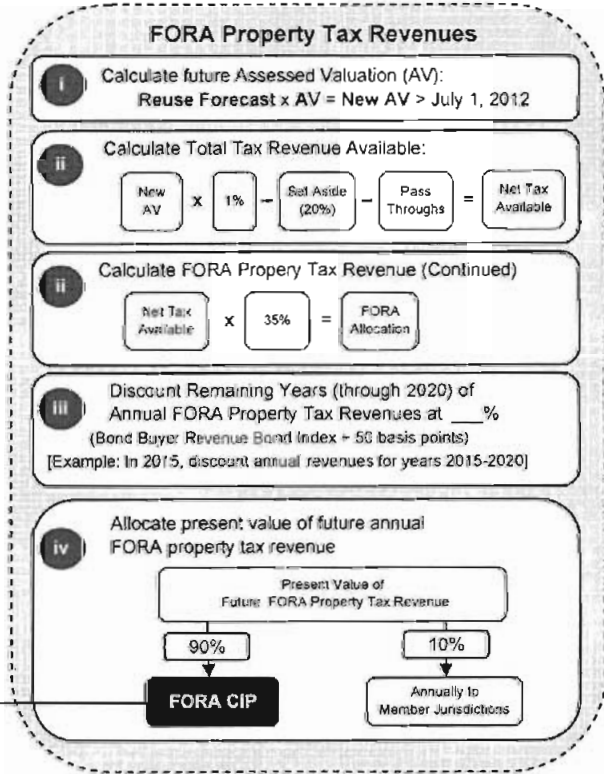 FORA Property Tax Revenues
i
Calculate future Assessed Valuation (AV):
Reuse Forecast x AV = New AV > July 1, 2012
ii
Calculate Total Tax Revenue Available:
New AV x 1% – Set Aside (20%) – Pass Throughs = Net Tax Available
ii
Calculate FORA Propery Tax Revenue (Continued)
Net Tax Available x 35% = FORA Allocation
iii
Discount Remaining Years (through 2020) of
Annual FORA Property Tax Revenues at ___%
(Bond Buyer Revenue Bond Index + 50 basis points)
[Example: In 2015, discount annual revenues for years 2015-2020]
iv
Allocate present value of future annual
FORA property tax revenue
Present Value of
Future FORA Property Tax Revenue
90% 10%
FORA CIP
Annually to
Member Jurisdictions